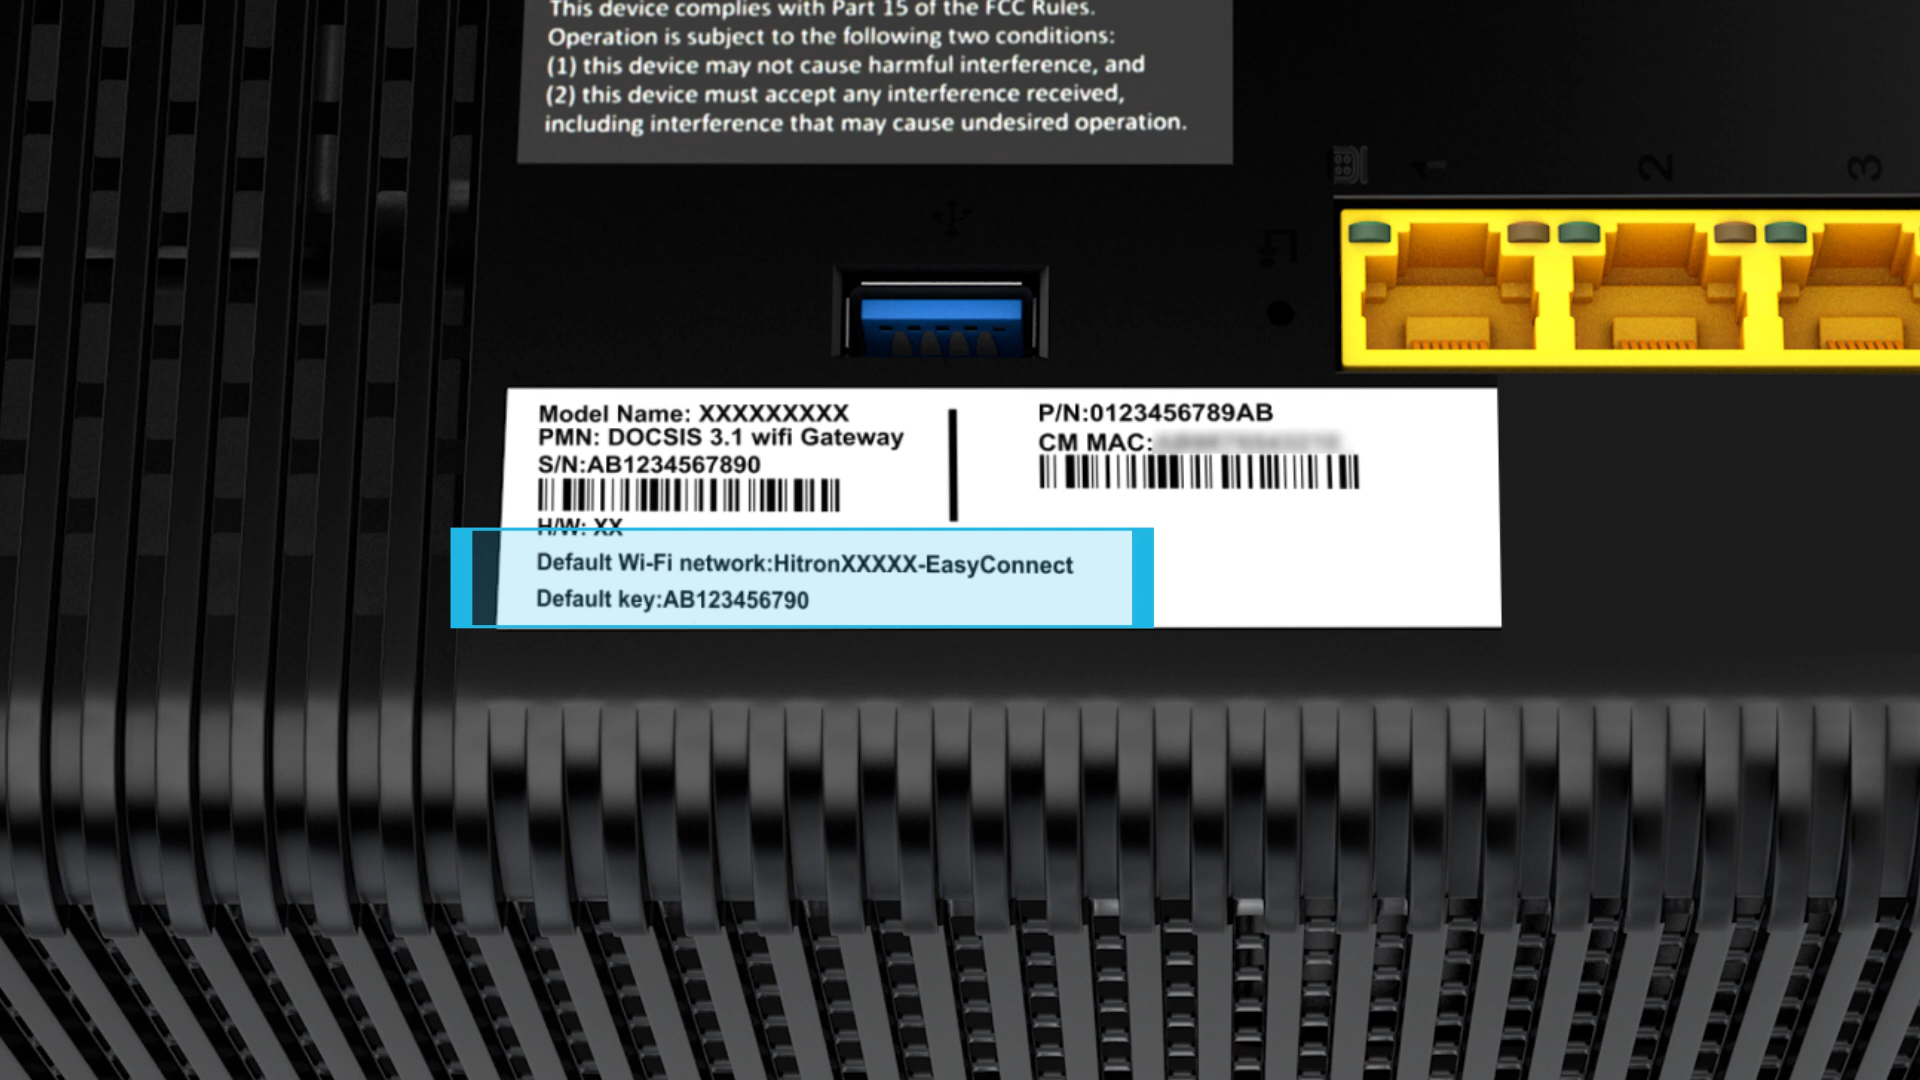 This device complies with Part 15 of the FCC Rules.
Operation is subject to the following two conditions:
(1) this device may not cause harmful interference, and
(2) this device must accept any interference received,
including interference that may cause undesired operation.
1 2 3
Model Name: XXXXXXXXX
PMN: DOCSIS 3.1 wifi Gateway
S/N:AB1234567890
H/W: XX
P/N:0123456789AB
CM MAC:
Default Wi-Fi network:HitronXXXXX-EasyConnect
Default key:AB123456790